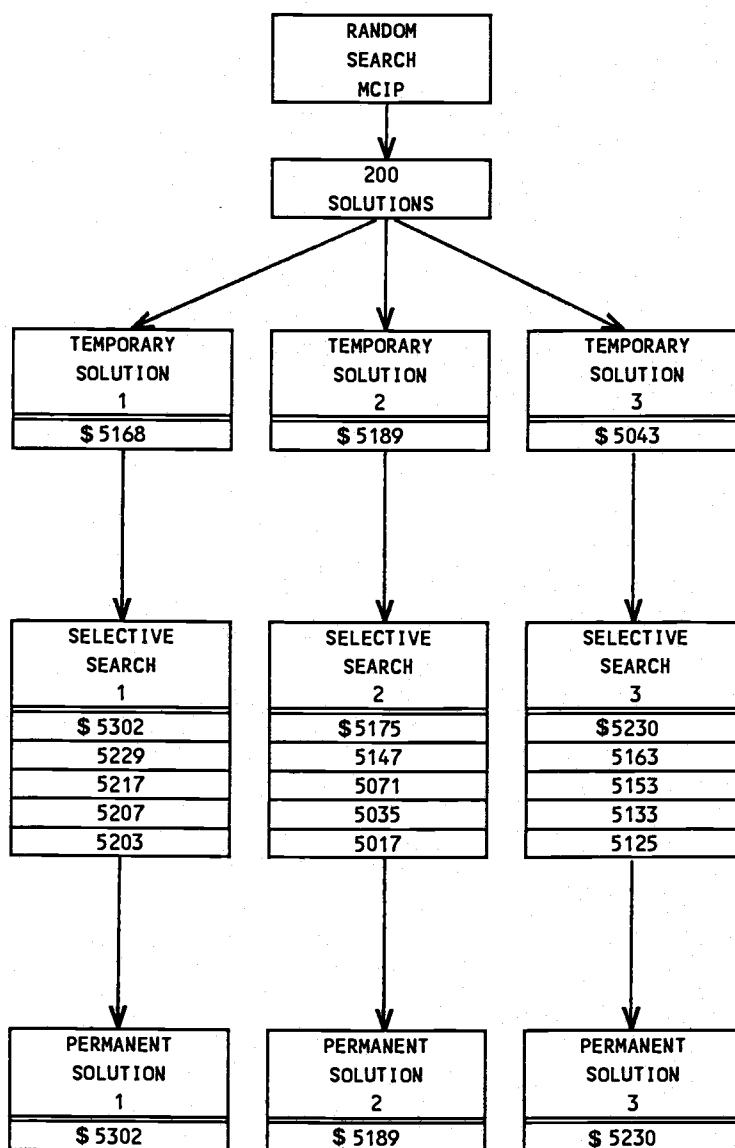 RANDOM
SEARCH
MCIP
200
SOLUTIONS
TEMPORARY
SOLUTION
1
$ 5168
TEMPORARY
SOLUTION
2
$ 5189
TEMPORARY
SOLUTION
3
$ 5043
SELECTIVE
SEARCH
1
$ 5302
5229
5217
5207
5203
SELECTIVE
SEARCH
2
$5175
5147
5071
5035
5017
SELECTIVE
SEARCH
3
$5230
5163
5153
5133
5125
PERMANENT
SOLUTION
1
$ 5302
PERMANENT
SOLUTION
2
$ 5189
PERMANENT
SOLUTION
3
$ 5230